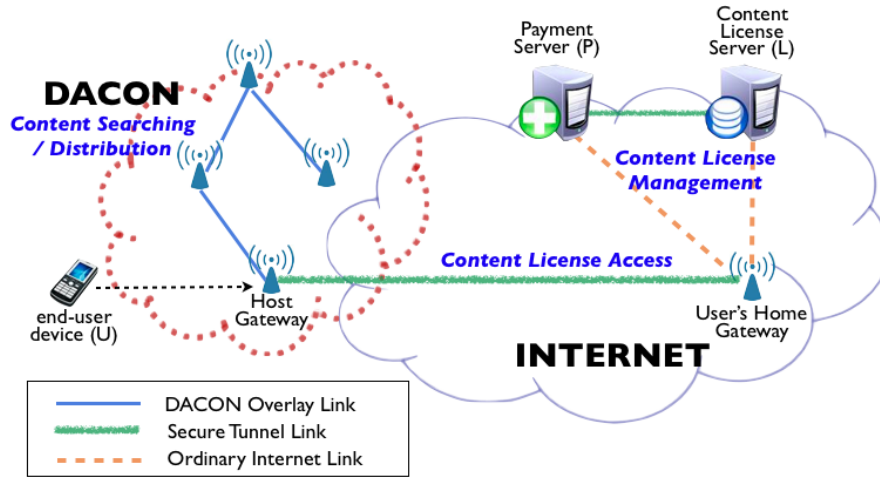 Payment
Server (P)
Content
License
Server (L)
DACON
Content Searching
/ Distribution
Content License
Management
Content License Access
end-user
device (U)
Host
Gateway
User's Home
Gateway
INTERNET
DACON Overlay Link
Secure Tunnel Link
Ordinary Internet Link